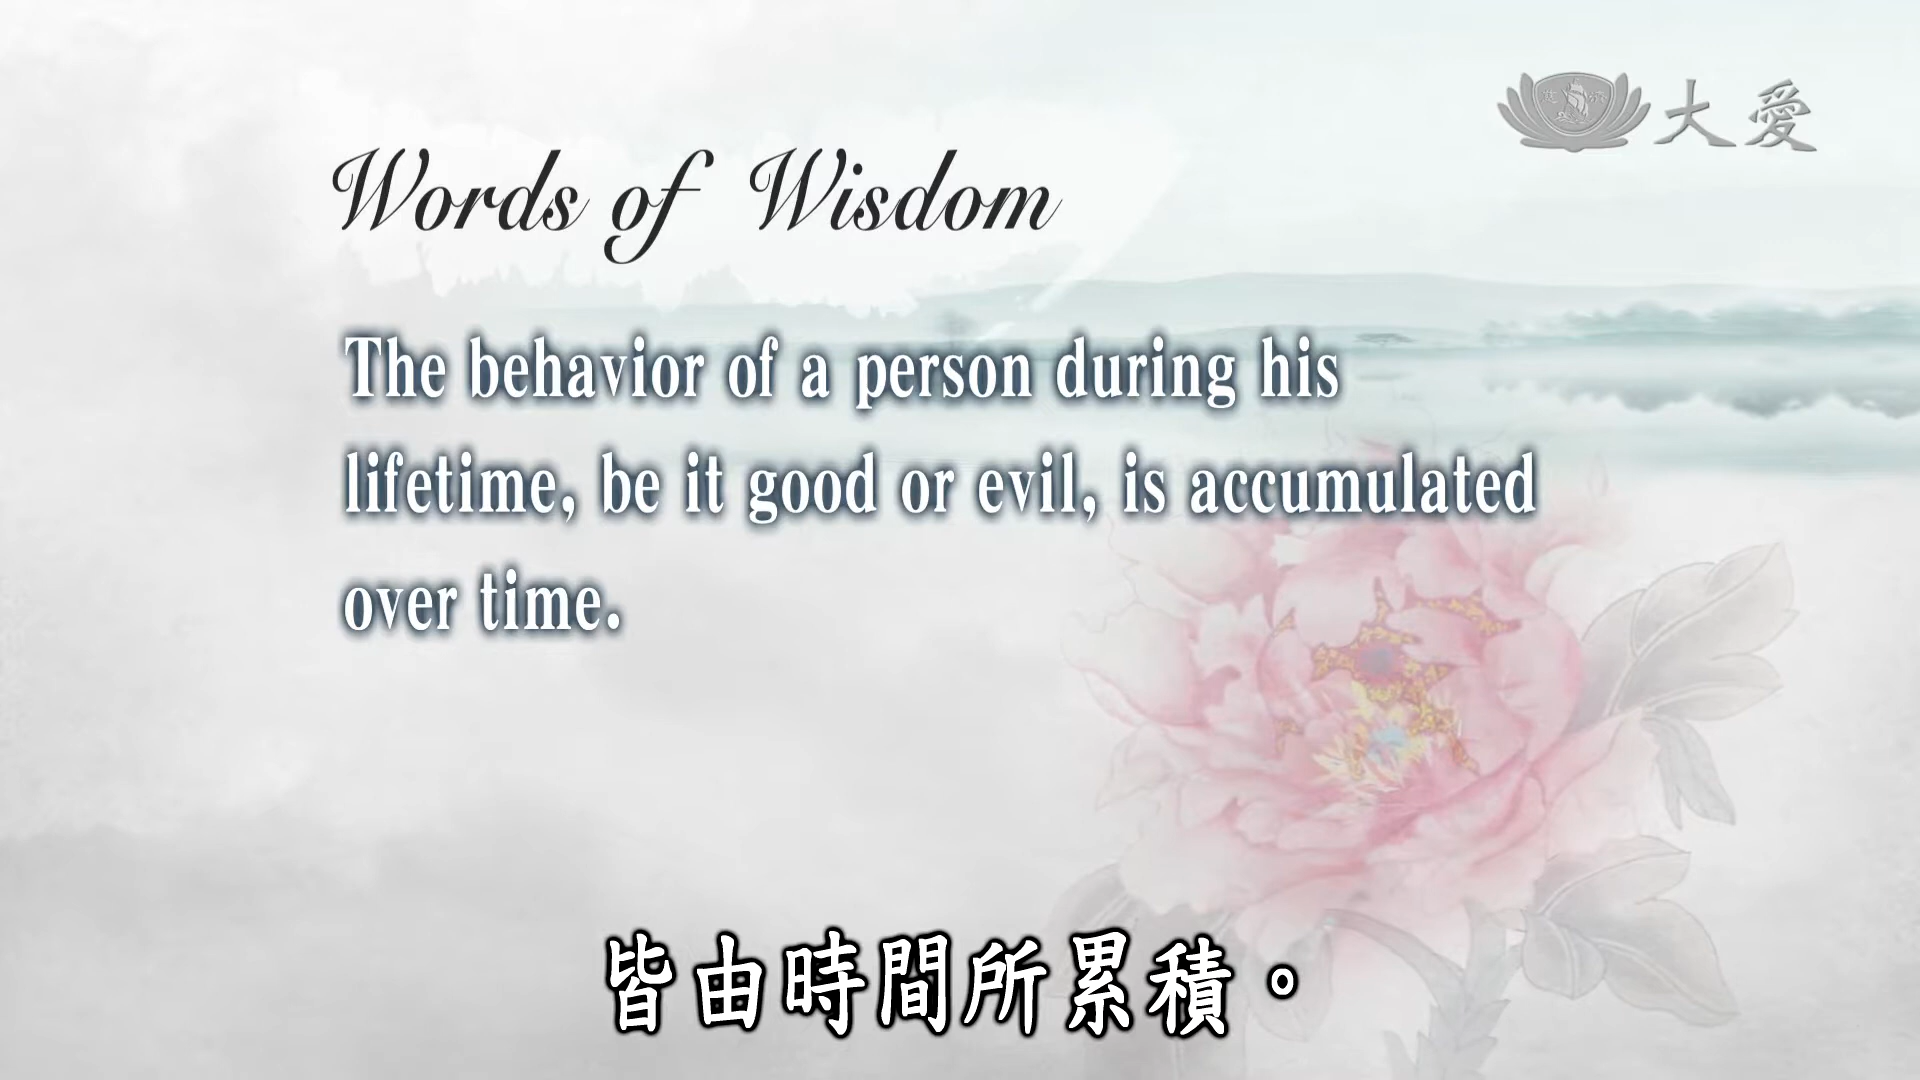 大愛
Words of Wisdom
The behavior of a person during his
lifetime, be it good or evil, is accumulated
over time.
皆由時間所累積。